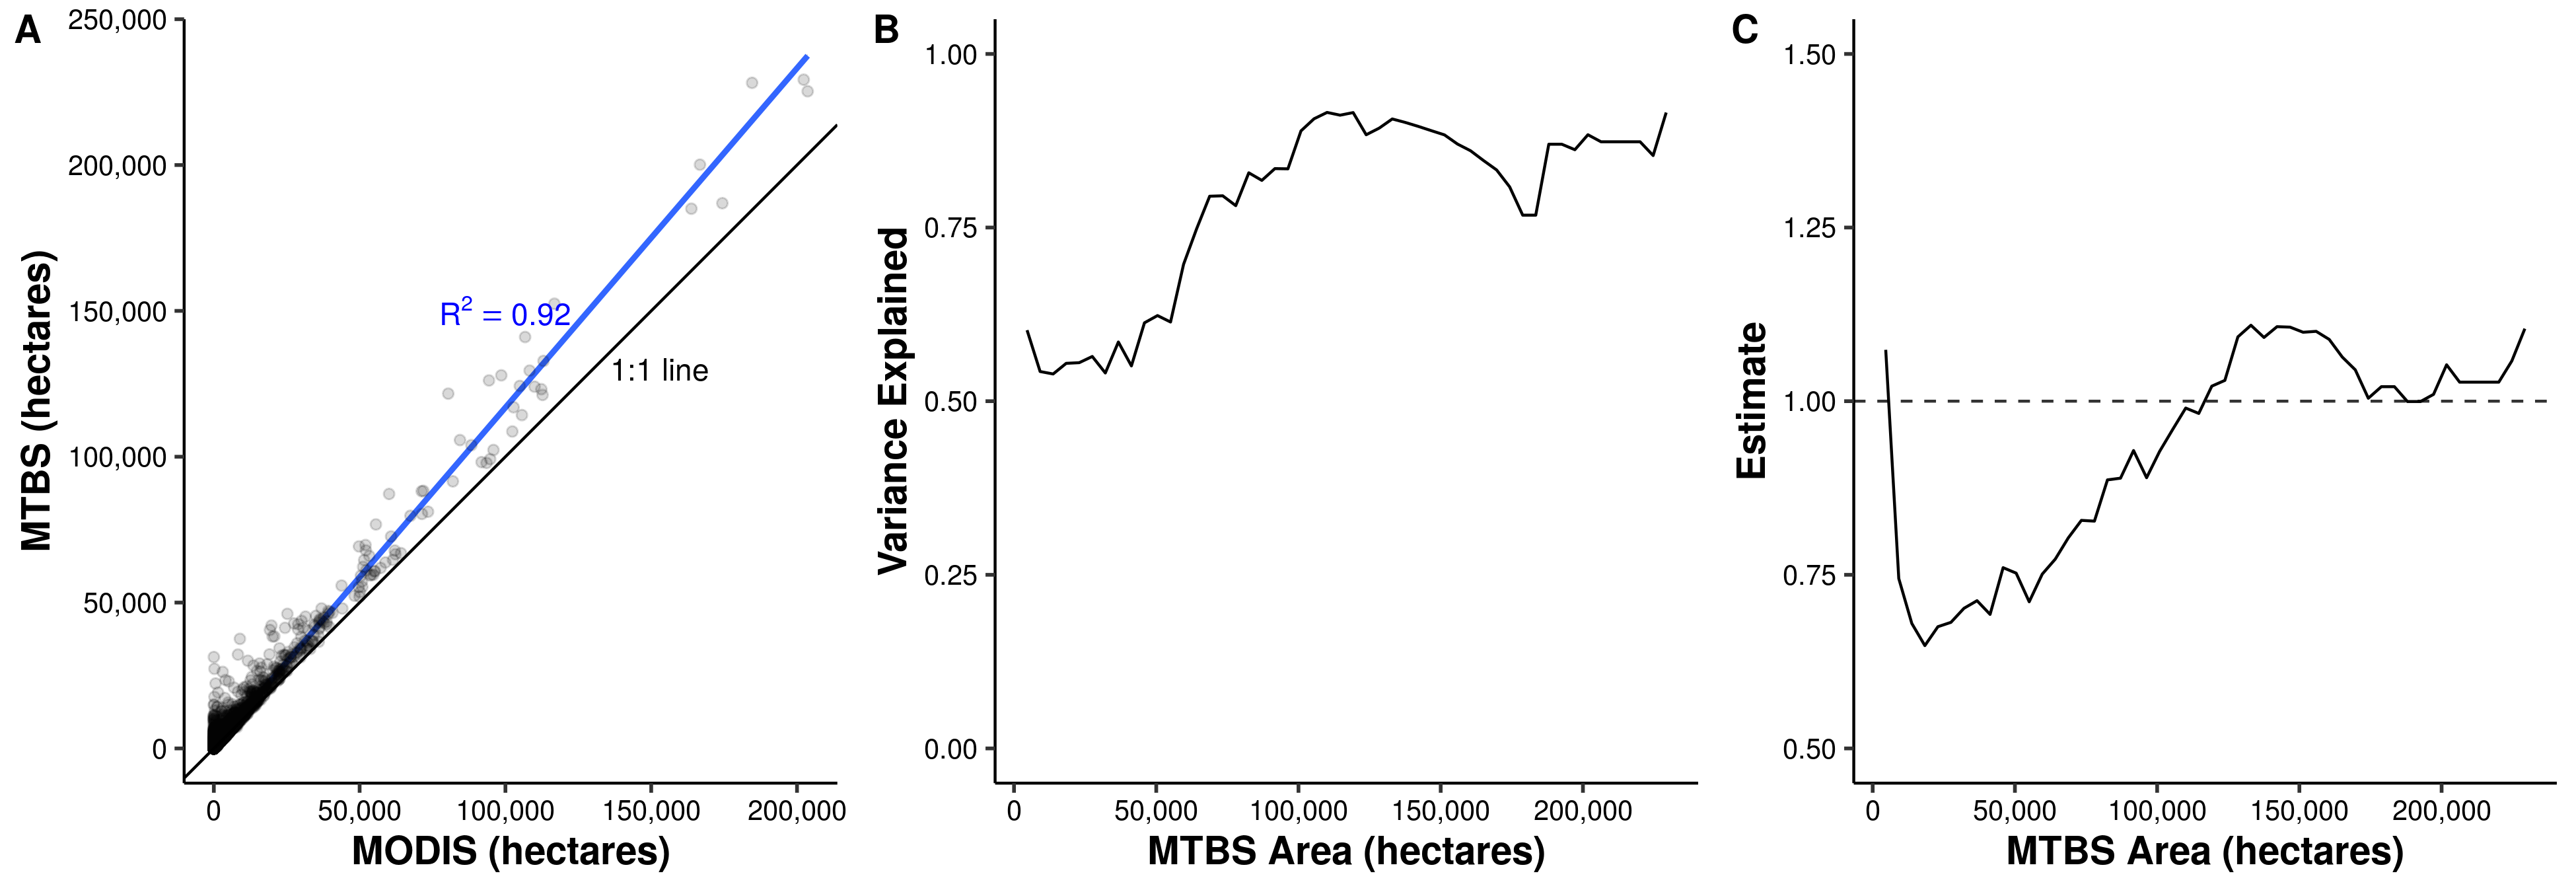 A
250,000
200,000
150,000
100,000
50,000
0
MTBS (hectares)
R² = 0.92
1:1 line
0 50,000 100,000 150,000 200,000
MODIS (hectares)
B
1.00
0.75
0.50
0.25
0.00
Variance Explained
0 50,000 100,000 150,000 200,000
MTBS Area (hectares)
C
1.50
1.25
1.00
0.75
0.50
Estimate
0 50,000 100,000 150,000 200,000
MTBS Area (hectares)